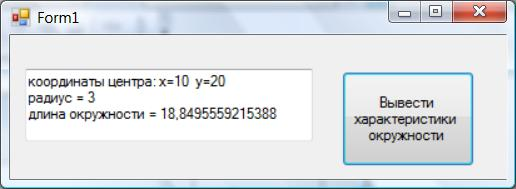 Form1
координаты центра: x=10 y=20
радиус = 3
длина окружности = 18,8495559215388
Вывести
характеристики
окружности